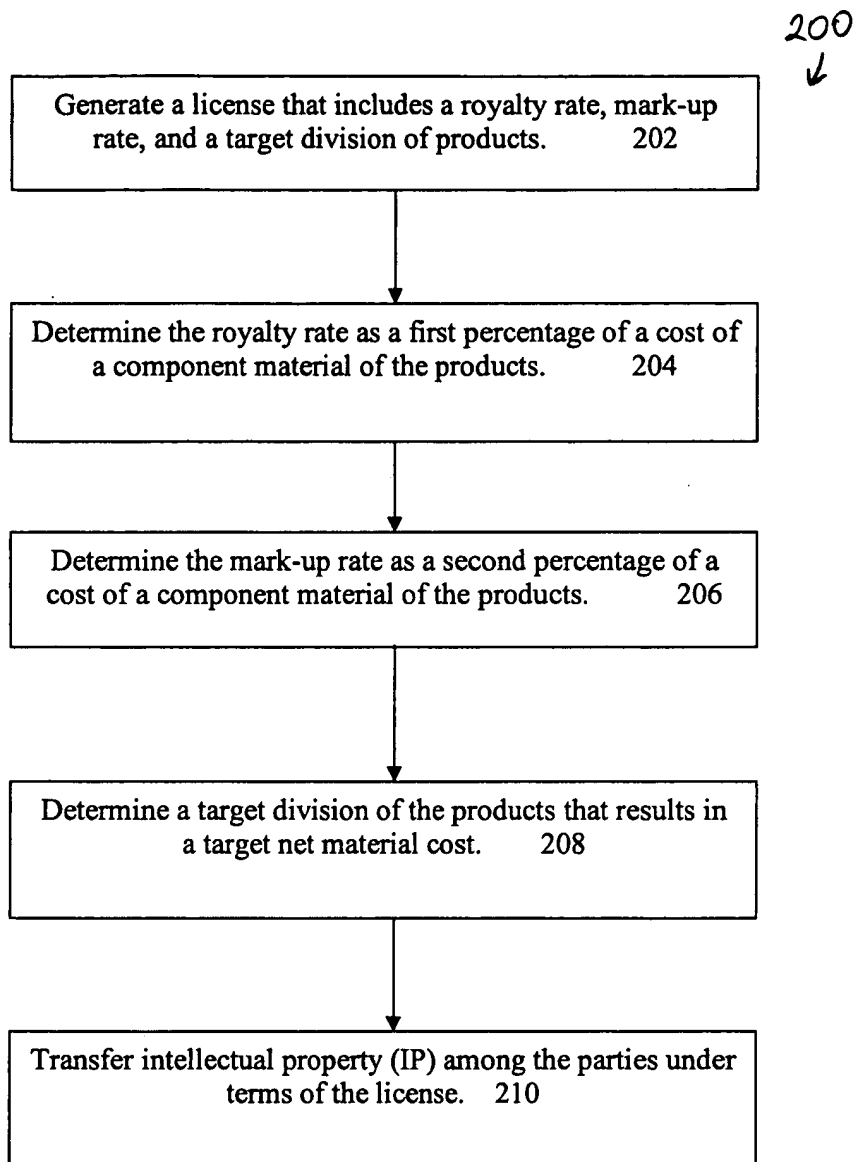 200
Generate a license that includes a royalty rate, mark-up
rate, and a target division of products. 202
Determine the royalty rate as a first percentage of a cost of
a component material of the products. 204
Determine the mark-up rate as a second percentage of a
cost of a component material of the products. 206
Determine a target division of the products that results in
a target net material cost. 208
Transfer intellectual property (IP) among the parties under
terms of the license. 210